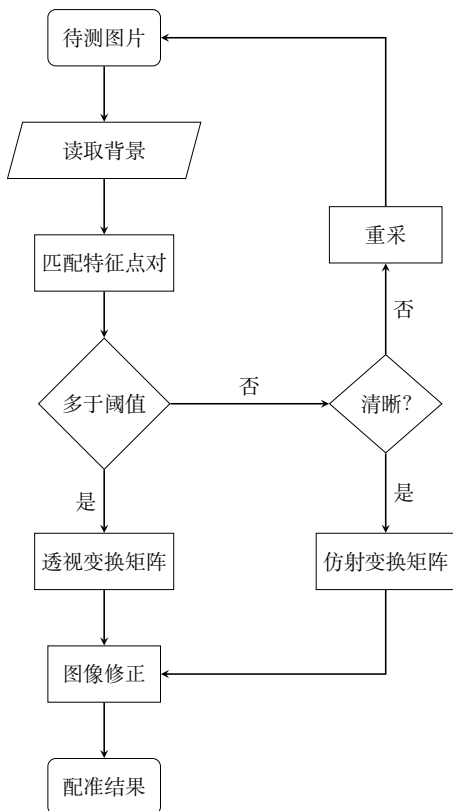 待测图片
读取背景
重采
匹配特征点对
否
否
多于阈值
清晰?
是
是
透视变换矩阵
仿射变换矩阵
图像修正
配准结果